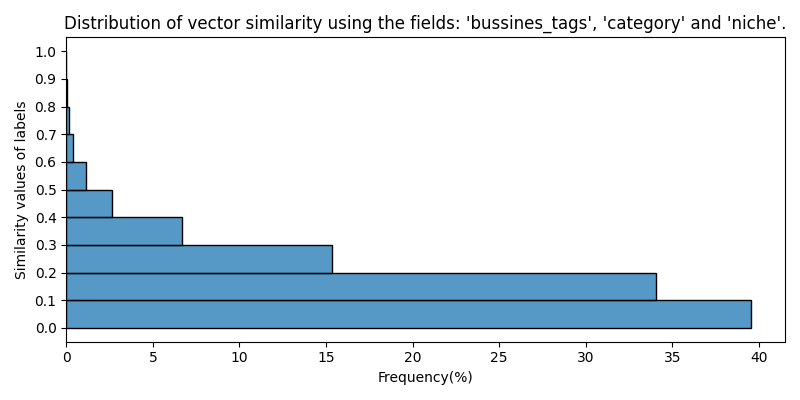 Distribution of vector similarity using the fields: 'bussines_tags', 'category' and 'niche'.
1.0
0.9
0.8
0.7
0.6
0.5
0.4
0.3
0.2
0.1
0.0
Similarity values of labels
0 5 10 15 20 25 30 35 40
Frequency(%)